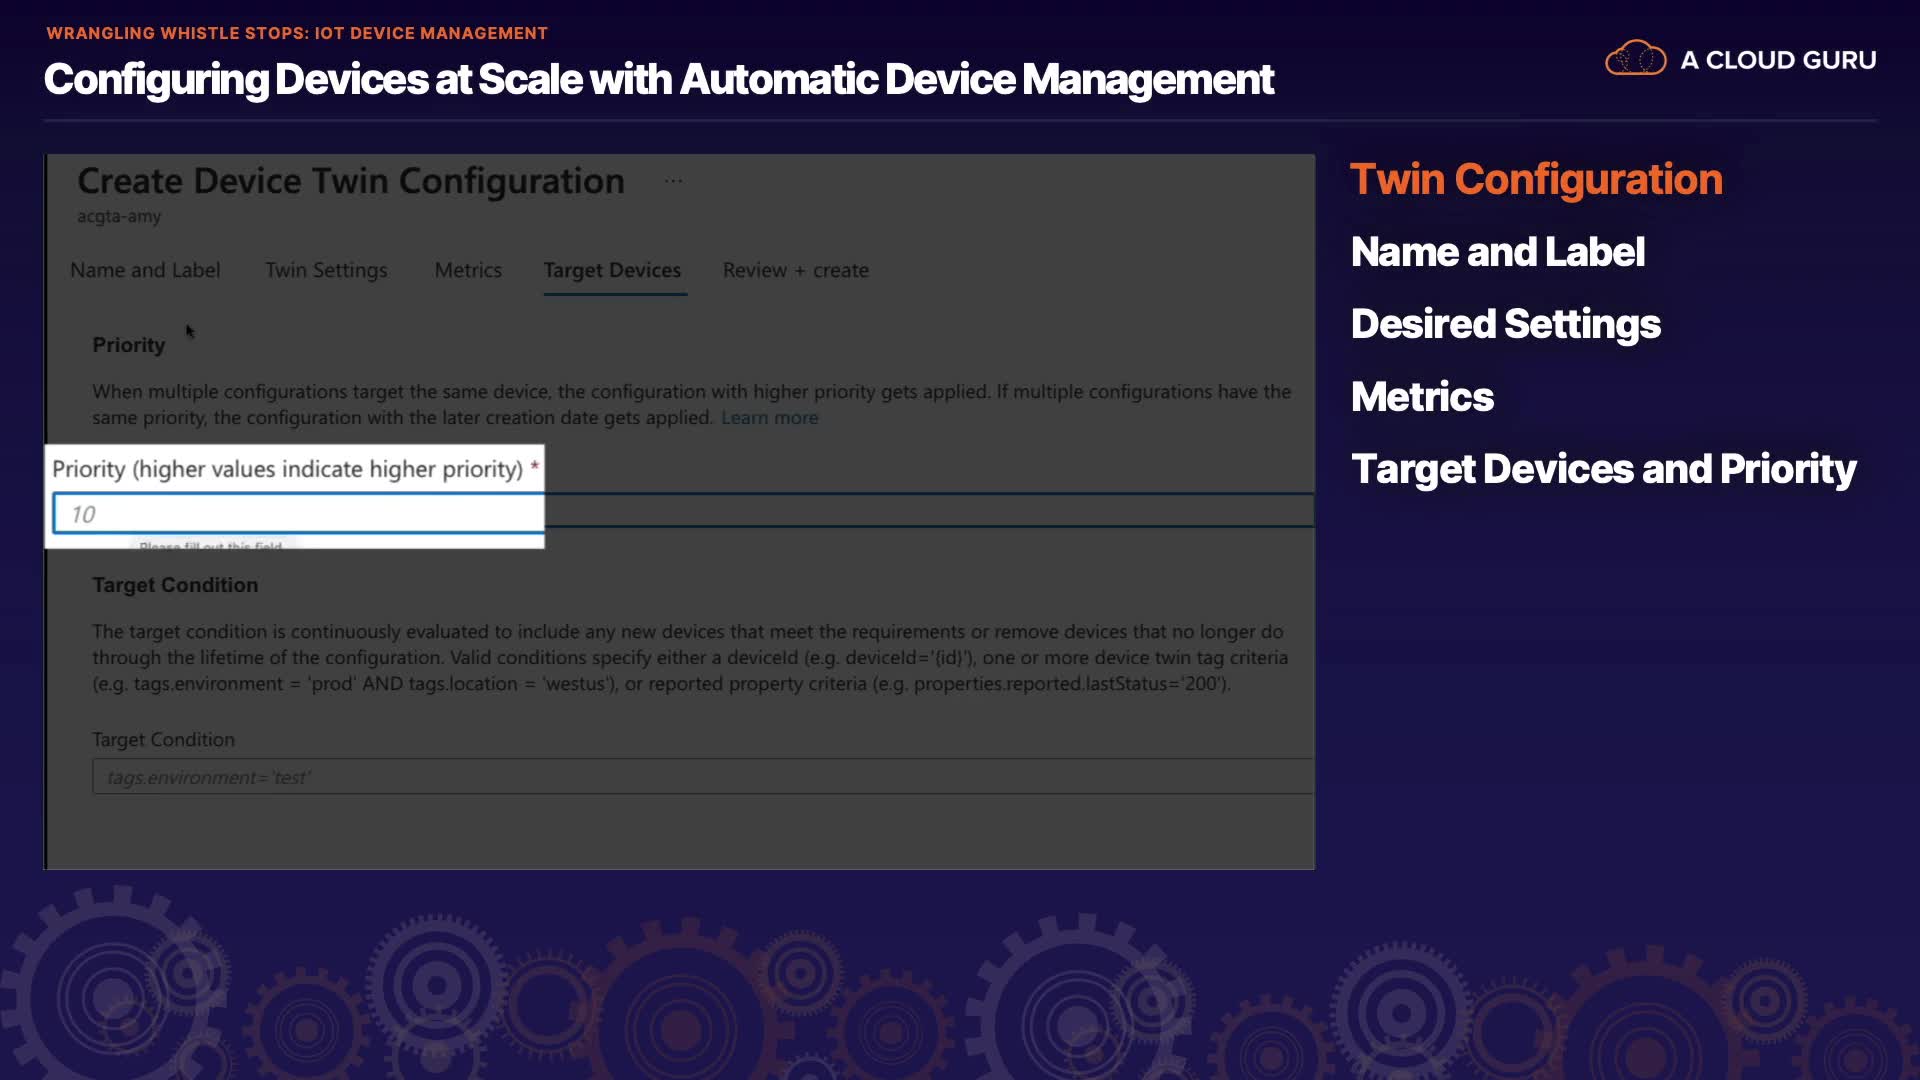 WRANGLING WHISTLE STOPS: IOT DEVICE MANAGEMENT
Configuring Devices at Scale with Automatic Device Management
A CLOUD GURU
Create Device Twin Configuration ...
acgta-amy
Name and Label Twin Settings Metrics Target Devices Review + create
Priority
When multiple configurations target the same device, the configuration with higher priority gets applied. If multiple configurations have the
same priority, the configuration with the later creation date gets applied. Learn more
Priority (higher values indicate higher priority) *
10
Please fill out this field
Target Condition
The target condition is continuously evaluated to include any new devices that meet the requirements or remove devices that no longer do
through the lifetime of the configuration. Valid conditions specify either a deviceId (e.g. deviceId='{id}'), one or more device twin tag criteria
(e.g. tags.environment = 'prod' AND tags.location = 'westus'), or reported property criteria (e.g. properties.reported.lastStatus='200').
Target Condition
tags.environment='test'
Twin Configuration
Name and Label
Desired Settings
Metrics
Target Devices and Priority